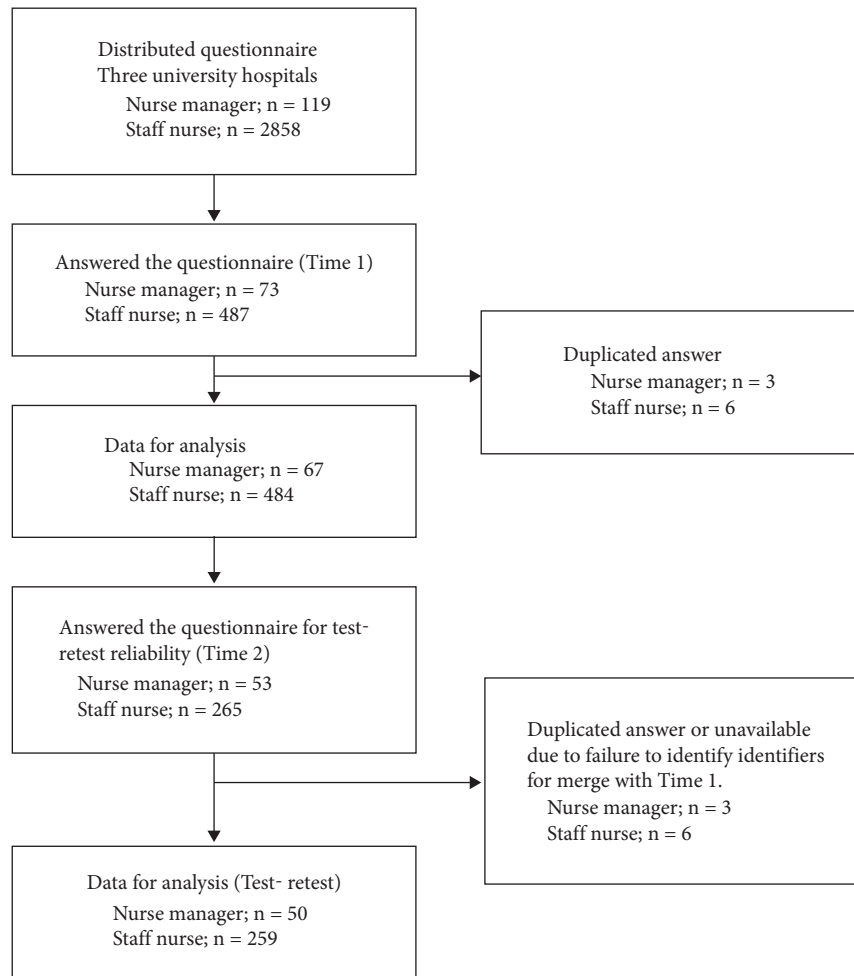 Distributed questionnaire
Three university hospitals
Nurse manager; n = 119
Staff nurse; n = 2858
Answered the questionnaire (Time 1)
Nurse manager; n = 73
Staff nurse; n = 487
Duplicated answer
Nurse manager; n = 3
Staff nurse; n = 6
Data for analysis
Nurse manager; n = 67
Staff nurse; n = 484
Answered the questionnaire for test-
retest reliability (Time 2)
Nurse manager; n = 53
Staff nurse; n = 265
Duplicated answer or unavailable
due to failure to identify identifiers
for merge with Time 1.
Nurse manager; n = 3
Staff nurse; n = 6
Data for analysis (Test- retest)
Nurse manager; n = 50
Staff nurse; n = 259